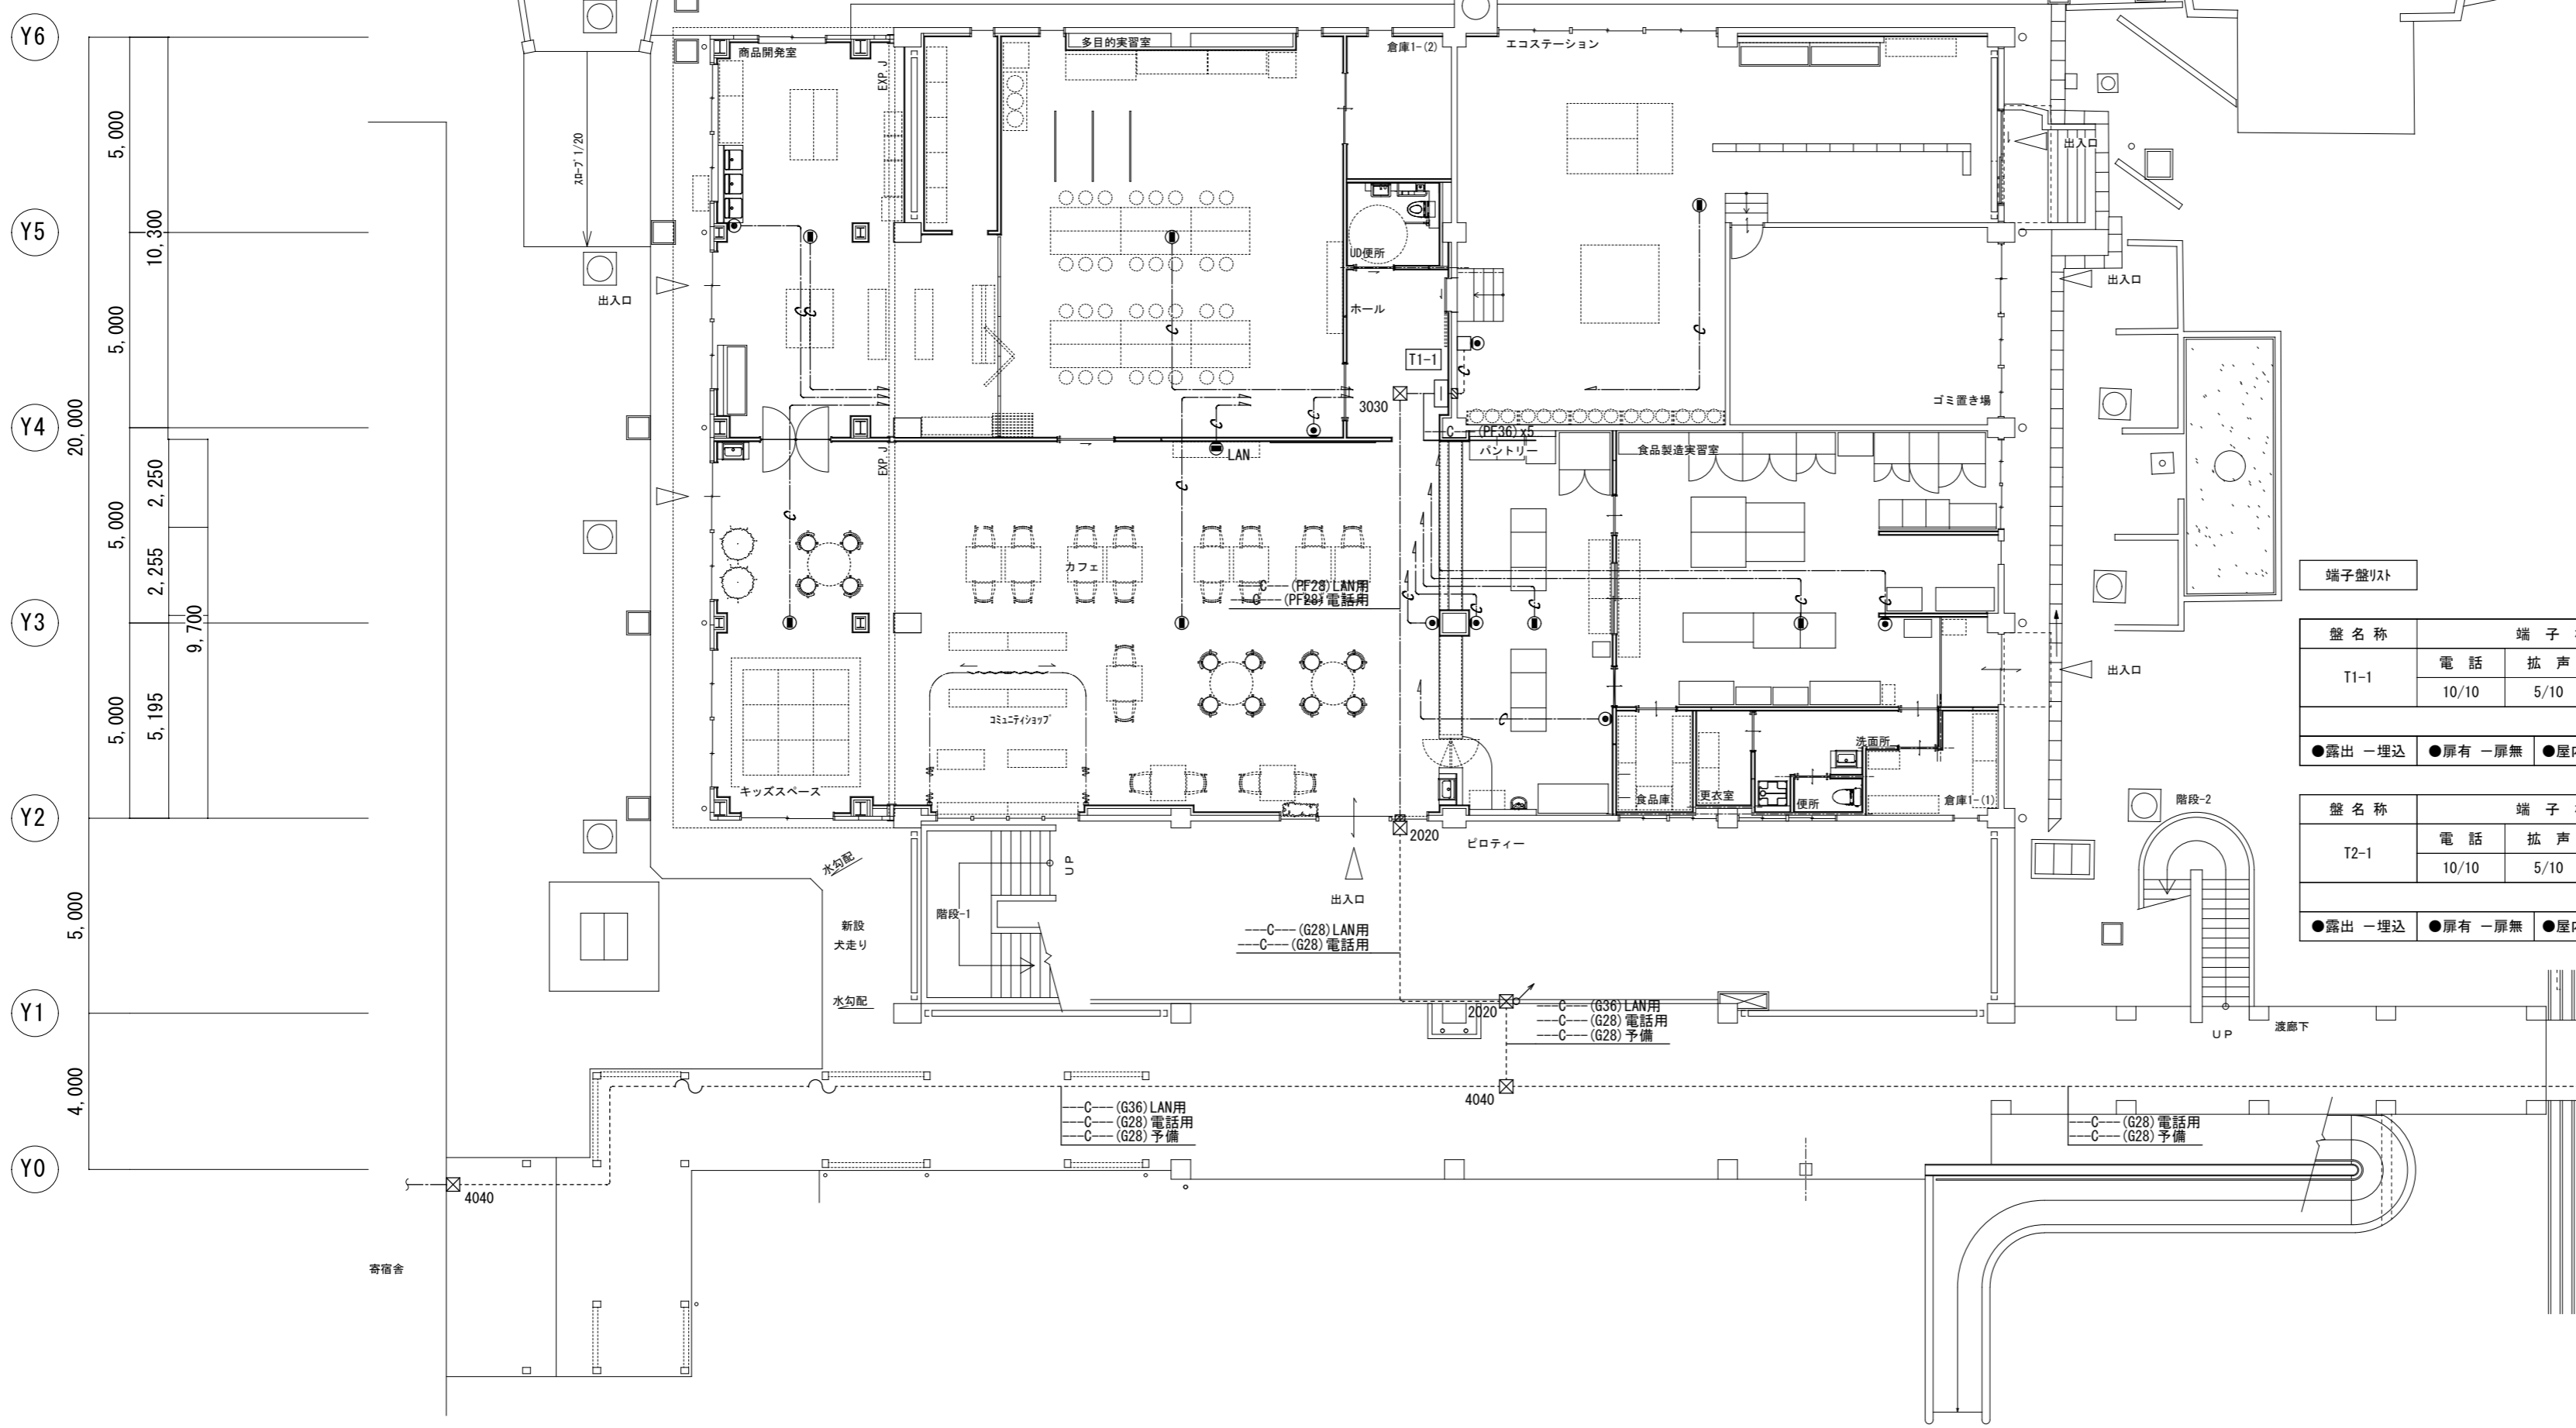 Y6
Y5
Y4
Y3
Y2
Y1
Y0
5,000
5,000
5,000
5,000
5,000
4,000
20,000
10,300
2,250
2,255
5,195
9,700
スロープ1/20
商品開発室
EXP.J
多目的実習室
倉庫1-(2)
エコステーション
出入口
出入口
UD便所
ホール
出入口
T1-1
3030
ゴミ置き場
---C---(PF36)x5
パントリー
食品製造実習室
EXP.J
LAN
カフェ
---C---(PF28)LAN用
---C---(PF28)電話用
コミュニティショップ
キッズスペース
出入口
洗面所
食品庫
更衣室
便所
倉庫1-(1)
2020
ピロティー
出入口
水勾配
UP
階段-1
新設
犬走り
水勾配
---C---(G28)LAN用
---C---(G28)電話用
2020
---C---(G36)LAN用
---C---(G28)電話用
---C---(G28)予備
階段-2
UP
渡廊下
4040
---C---(G36)LAN用
---C---(G28)電話用
---C---(G28)予備
---C---(G28)電話用
---C---(G28)予備
4040
寄宿舎
端子盤リスト
盤名称 端子
T1-1 電話 拡声
10/10 5/10
●露出 －埋込 ●扉有 －扉無 ●屋
盤名称 端子
T2-1 電話 拡声
10/10 5/10
●露出 －埋込 ●扉有 －扉無 ●屋